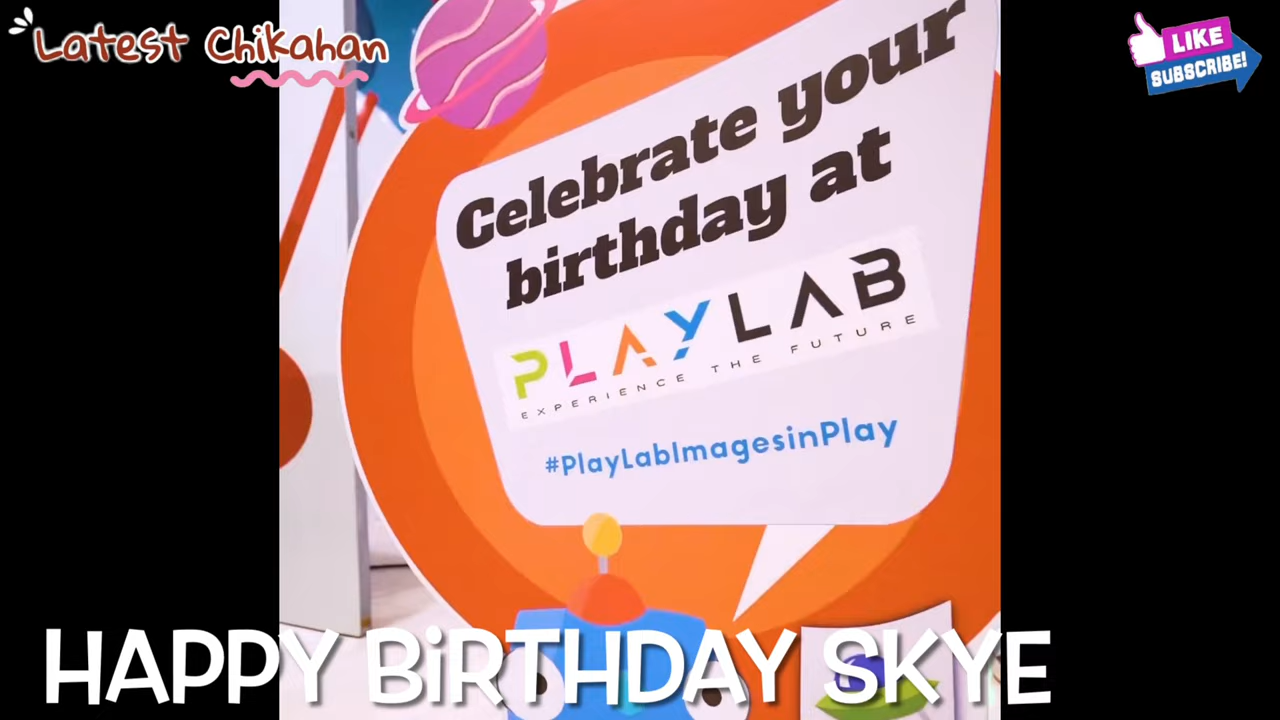 Latest Chikahan
LIKE
SUBSCRIBE!
Celebrate your
birthday at
PLAYLAB
EXPERIENCE THE FUTURE
#PlayLabImagesinPlay
HAPPY BiRTHDAY SKYE